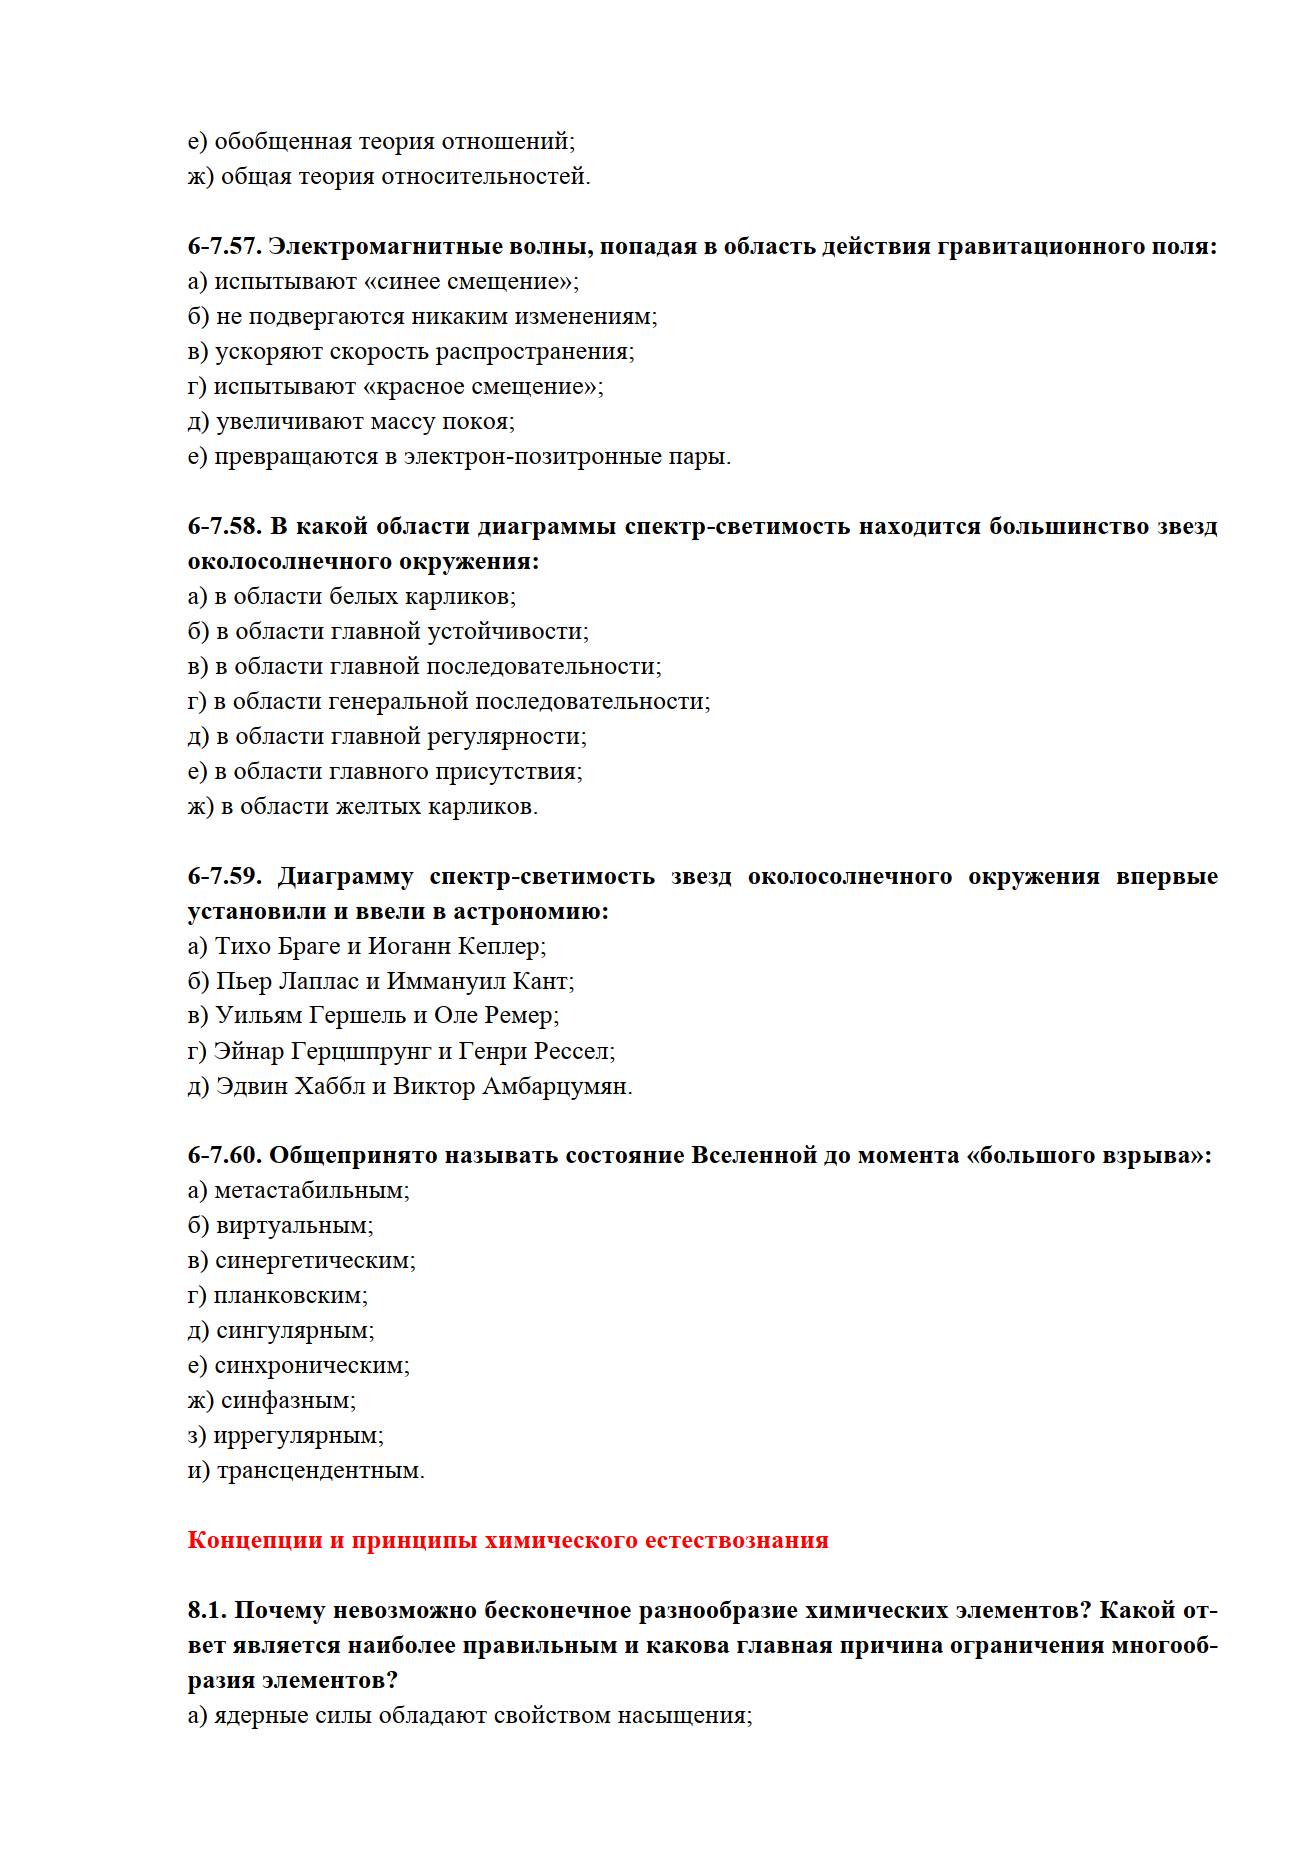 е) обобщенная теория отношений;
ж) общая теория относительностей.
6-7.57. Электромагнитные волны, попадая в область действия гравитационного поля:
а) испытывают «синее смещение»;
б) не подвергаются никаким изменениям;
в) ускоряют скорость распространения;
г) испытывают «красное смещение»;
д) увеличивают массу покоя;
е) превращаются в электрон-позитронные пары.
6-7.58. В какой области диаграммы спектр-светимость находится большинство звезд
околосолнечного окружения:
а) в области белых карликов;
б) в области главной устойчивости;
в) в области главной последовательности;
г) в области генеральной последовательности;
д) в области главной регулярности;
е) в области главного присутствия;
ж) в области желтых карликов.
6-7.59. Диаграмму спектр-светимость звезд околосолнечного окружения впервые
установили и ввели в астрономию:
а) Тихо Браге и Иоганн Кеплер;
б) Пьер Лаплас и Иммануил Кант;
в) Уильям Гершель и Оле Ремер;
г) Эйнар Герцшпрунг и Генри Рессел;
д) Эдвин Хаббл и Виктор Амбарцумян.
6-7.60. Общепринято называть состояние Вселенной до момента «большого взрыва»:
а) метастабильным;
б) виртуальным;
в) синергетическим;
г) планковским;
д) сингулярным;
е) синхроническим;
ж) синфазным;
з) иррегулярным;
и) трансцендентным.
Концепции и принципы химического естествознания
8.1. Почему невозможно бесконечное разнообразие химических элементов? Какой от-
вет является наиболее правильным и какова главная причина ограничения многооб-
разия элементов?
а) ядерные силы обладают свойством насыщения;